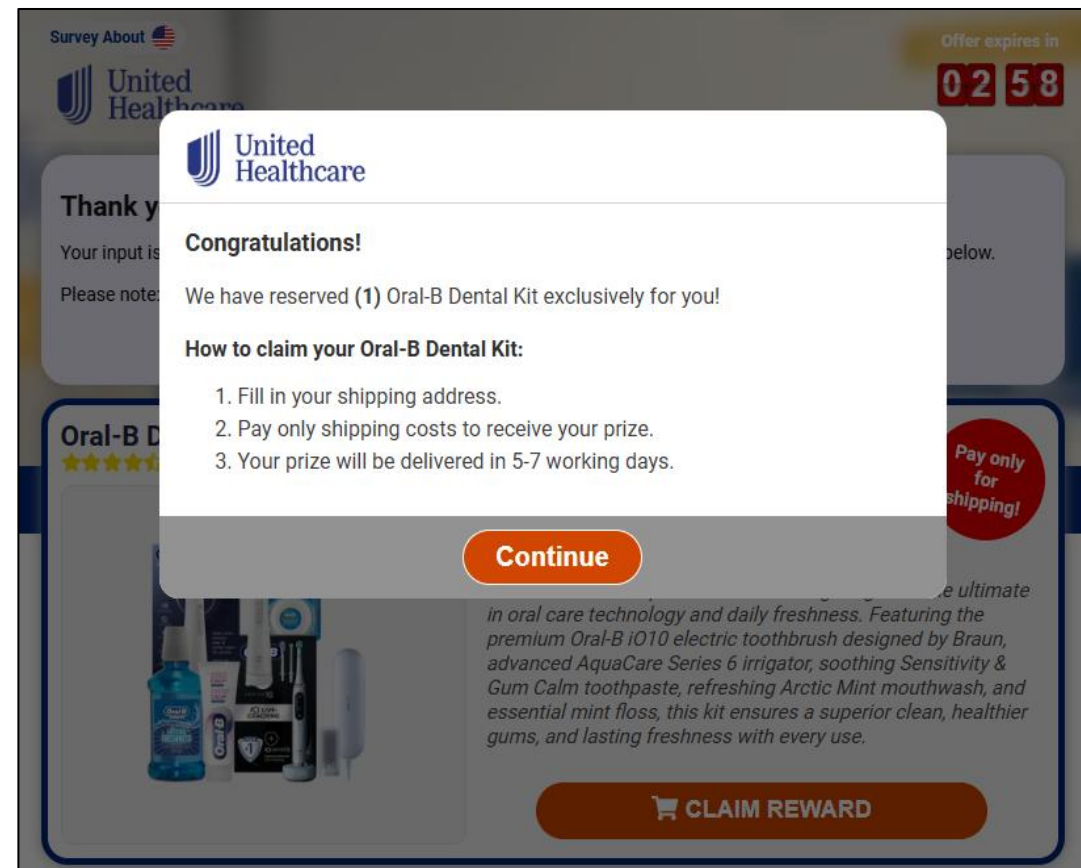 Survey About
Offer expires in
United
Healthcare
02 58
United
Healthcare
Thank y
Congratulations!
Your input is
below.
We have reserved (1) Oral-B Dental Kit exclusively for you!
Please note:
How to claim your Oral-B Dental Kit:
1. Fill in your shipping address.
2. Pay only shipping costs to receive your prize.
3. Your prize will be delivered in 5-7 working days.
Oral-B D
Pay only
for
shipping!
Continue
e ultimate
in oral care technology and daily freshness. Featuring the
premium Oral-B iO10 electric toothbrush designed by Braun,
advanced AquaCare Series 6 irrigator, soothing Sensitivity &
Gum Calm toothpaste, refreshing Arctic Mint mouthwash, and
essential mint floss, this kit ensures a superior clean, healthier
gums, and lasting freshness with every use.
Oral-B
Oral-B
#1
CLAIM REWARD